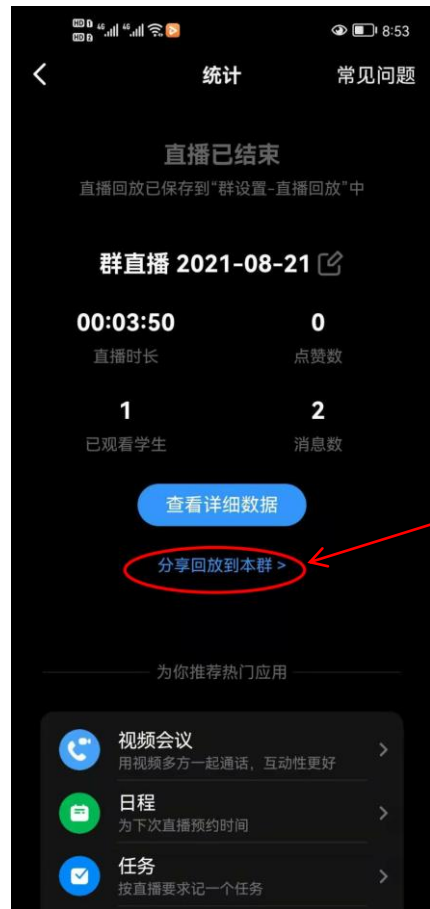 HD 1 46 46 8:53
HD 2
统计 常见问题
直播已结束
直播回放已保存到“群设置-直播回放”中
群直播 2021-08-21
00:03:50 0
直播时长 点赞数
1 2
已观看学生 消息数
查看详细数据
分享回放到本群 >
为你推荐热门应用
视频会议
用视频多方一起通话，互动性更好
日程
为下次直播预约时间
任务
按直播要求记一个任务